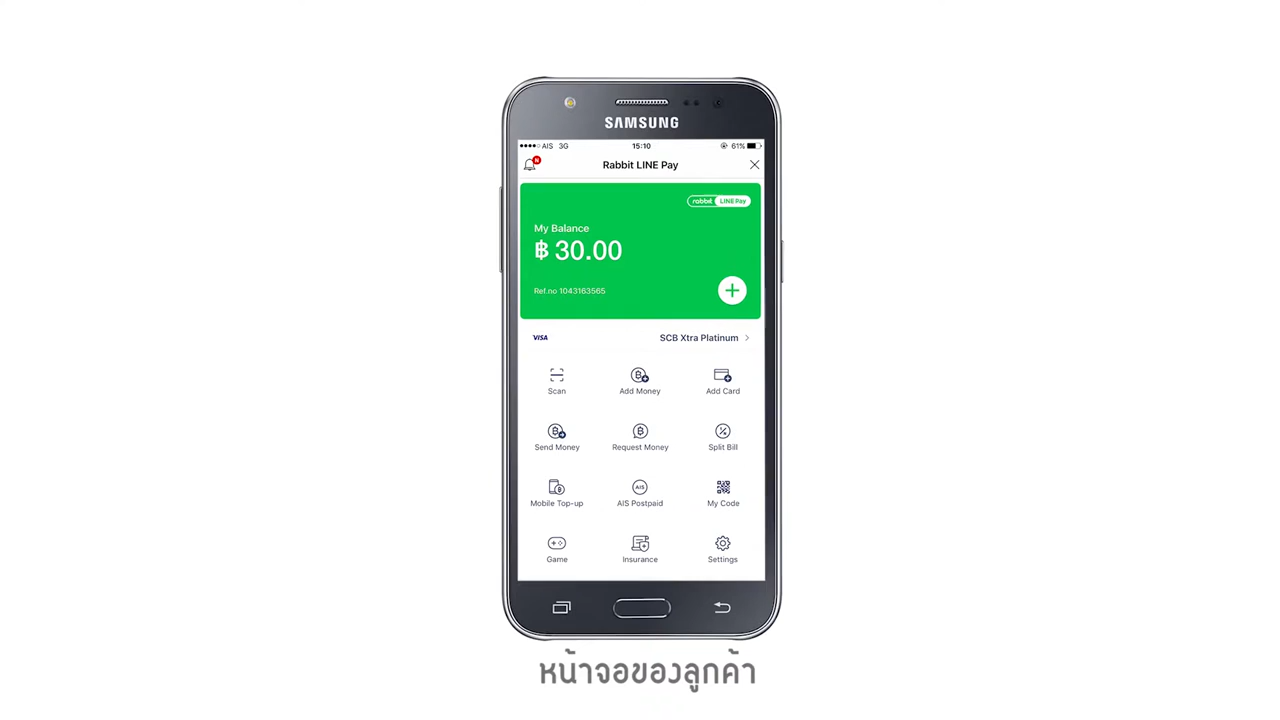 SAMSUNG
AIS 3G 15:10 61%
N
Rabbit LINE Pay
rabbit LINE Pay
My Balance
฿ 30.00
Ref.no 1043163565
VISA SCB Xtra Platinum
Scan Add Money Add Card
Send Money Request Money Split Bill
AIS
Mobile Top-up AIS Postpaid My Code
Game Insurance Settings
หน้าจอของลูกค้า